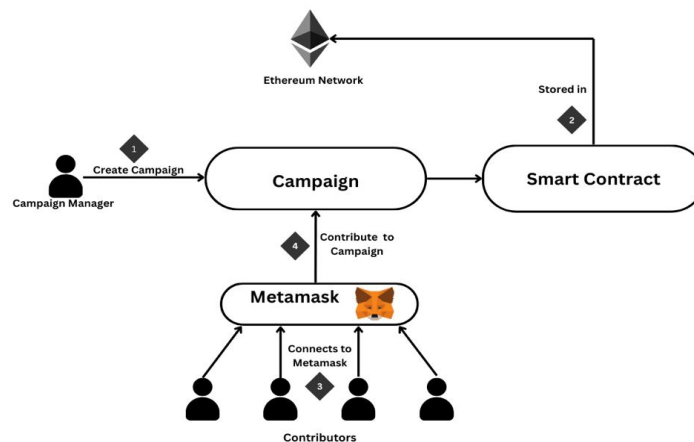 Ethereum Network
Stored in
2
1
Create Campaign
Campaign Manager
Campaign
Smart Contract
4
Contribute to
Campaign
Metamask
Connects to
Metamask
3
Contributors